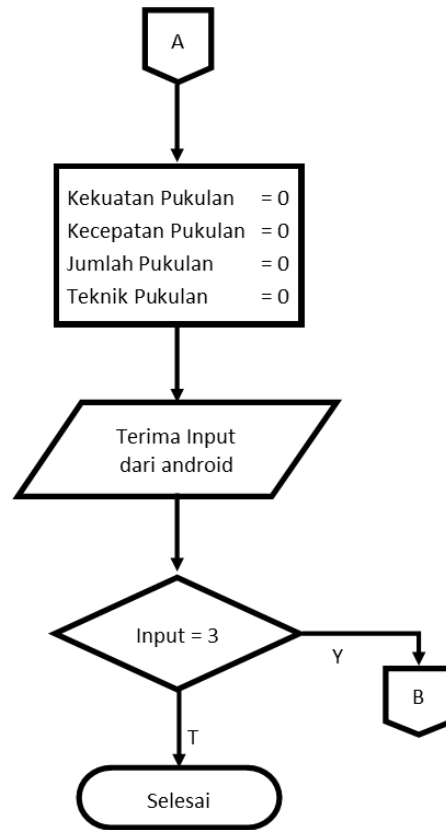 A
Kekuatan Pukulan = 0
Kecepatan Pukulan = 0
Jumlah Pukulan = 0
Teknik Pukulan = 0
Terima Input
dari android
Input = 3
Y
B
T
Selesai